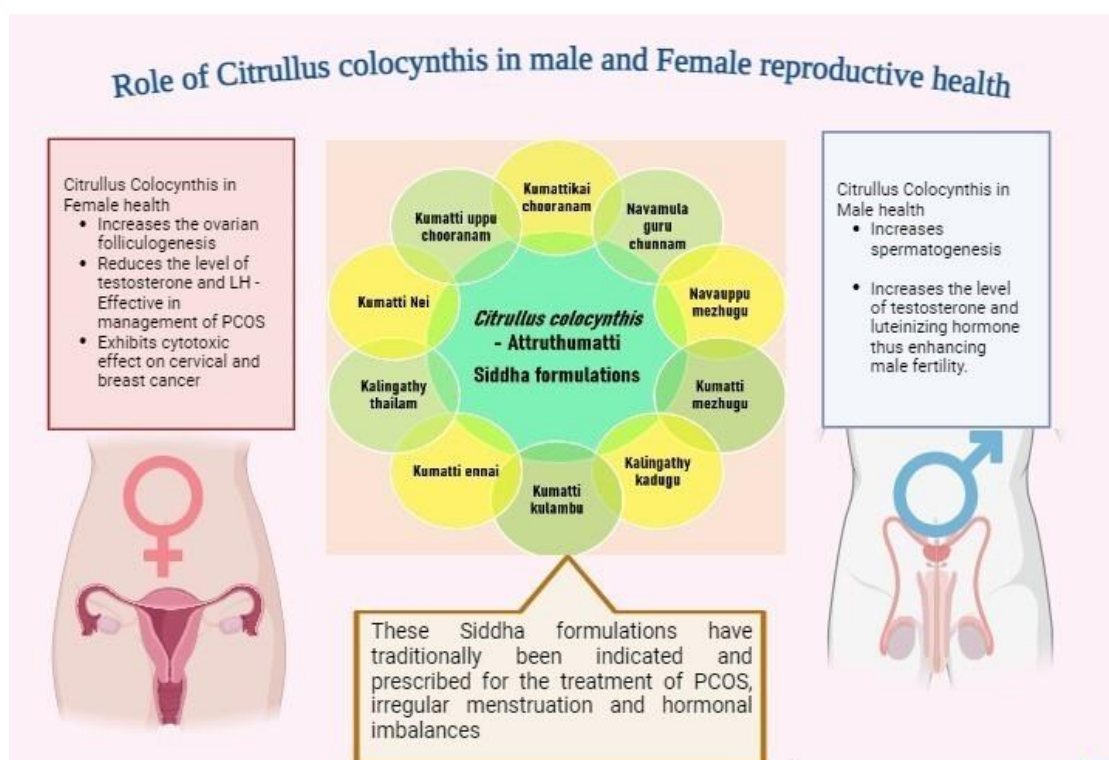 Role of Citrullus colocynthis in male and Female reproductive health
Citrullus Colocynthis in
Female health
• Increases the ovarian
folliculogenesis
• Reduces the level of
testosterone and LH -
Effective in
management of PCOS
• Exhibits cytotoxic
effect on cervical and
breast cancer
Kumattikai
chooranam
Navamula
guru
chunnam
Navauppu
mezhugu
Kumatti
mezhugu
Kalingathy
kadugu
Kumatti
kulambu
Kumatti ennai
Kalingathy
thailam
Kumatti Nei
Kumatti uppu
chooranam
Citrullus colocynthis
- Attruthumatti
Siddha formulations
Citrullus Colocynthis in
Male health
• Increases
spermatogenesis
• Increases the level
of testosterone and
luteinizing hormone
thus enhancing
male fertility.
These Siddha formulations have
traditionally been indicated and
prescribed for the treatment of PCOS,
irregular menstruation and hormonal
imbalances